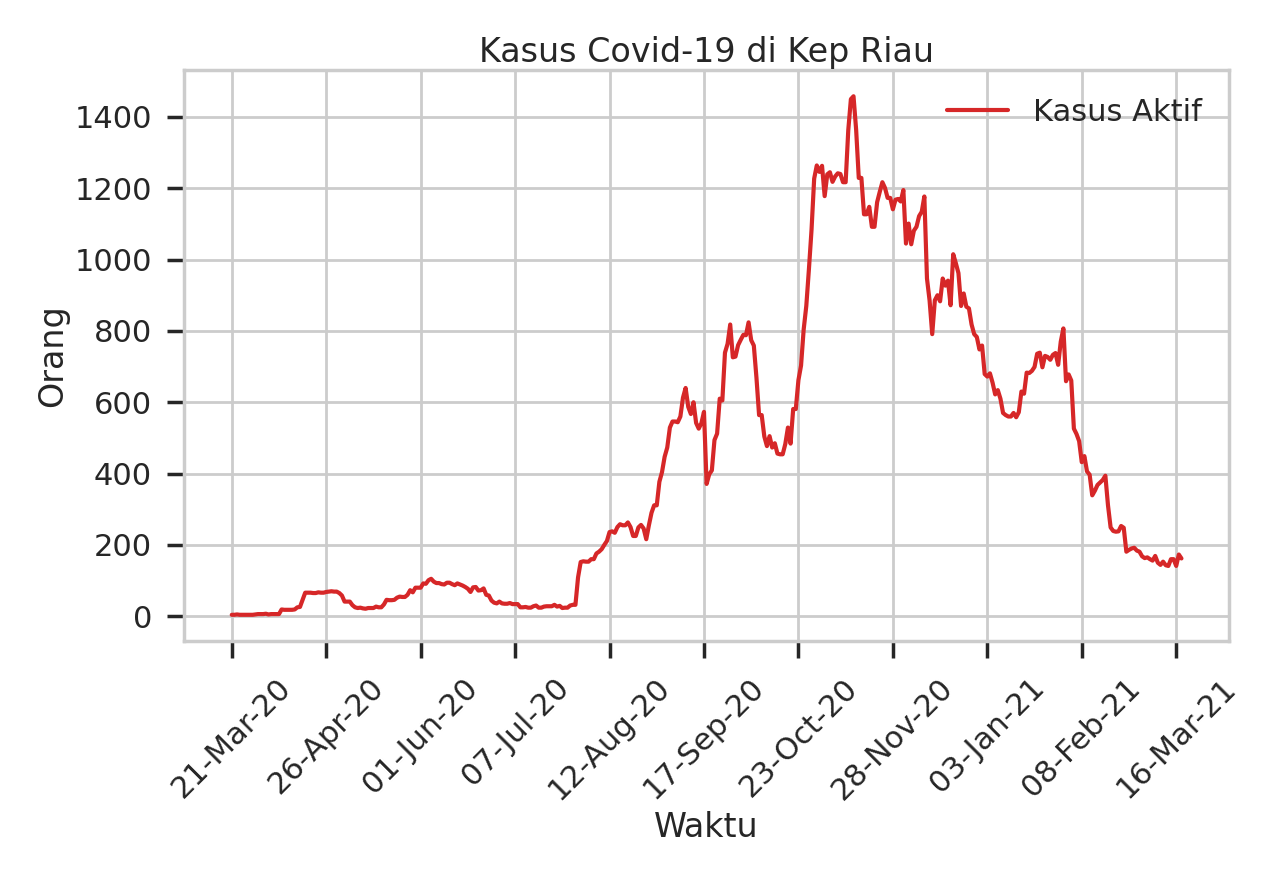 Kasus Covid-19 di Kep Riau
Kasus Aktif
1400
1200
1000
800
600
400
200
0
Orang
21-Mar-20
26-Apr-20
01-Jun-20
07-Jul-20
12-Aug-20
17-Sep-20
23-Oct-20
28-Nov-20
03-Jan-21
08-Feb-21
16-Mar-21
Waktu